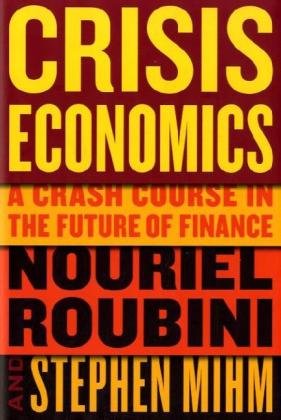 CRISIS
ECONOMICS
A CRASH COURSE IN
THE FUTURE OF FINANCE
NOURIEL
ROUBINI
AND STEPHEN MIHM